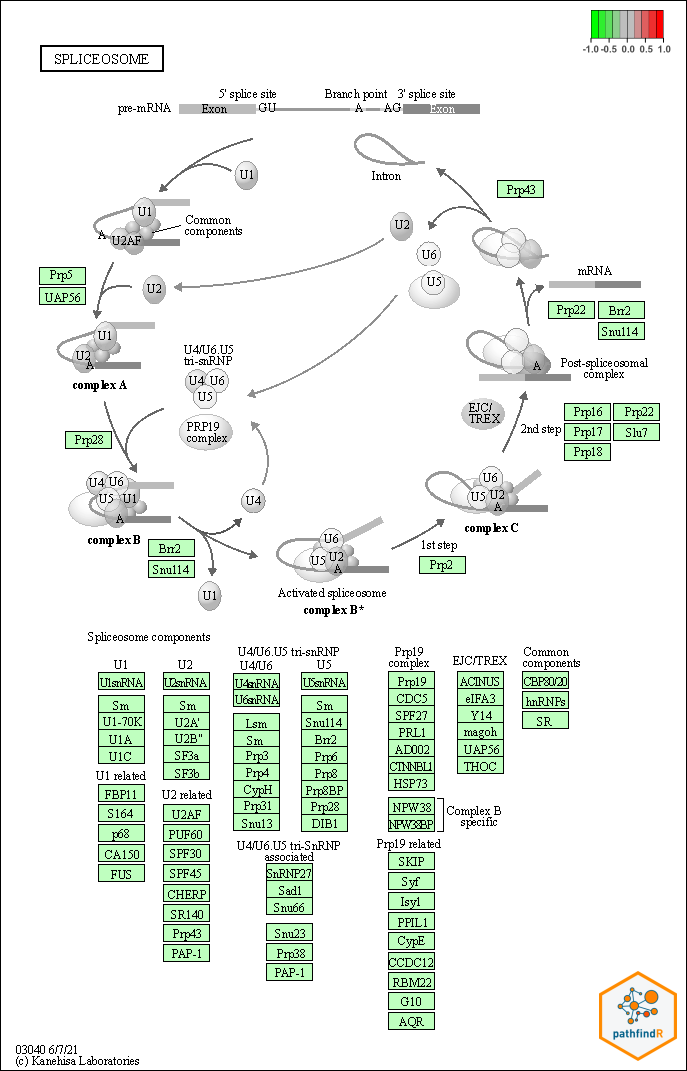 -1.0 -0.5 0.0 0.5 1.0
SPLICEOSOME
5' splice site
Branch point
3' splice site
pre-mRNA
Exon
GU
A
AG
Exon
U1
Intron
Prp43
U1
A
U2AF
Common
components
U2
U6
U5
mRNA
Prp5
UAP56
U2
Prp22
Brr2
Snu114
U1
U2
A
complex A
U4/U6.U5
tri-snRNP
U4 U6
U5
A
Post-spliceosomal
complex
PRP19
complex
EJC/
TREX
2nd step
Prp16
Prp22
Prp17
Slu7
Prp18
Prp28
U4 U6
U5 U1
A
complex B
U4
U6
U5 U2
A
complex C
Brr2
Snu114
U1
U6
U5 U2
A
Activated spliceosome
complex B*
1st step
Prp2
Spliceosome components
U1
U1snRNA
Sm
U1-70K
U1A
U1C
U1 related
FBP11
S164
p68
CA150
FUS
U2
U2snRNA
Sm
U2A'
U2B"
SF3a
SF3b
U2 related
U2AF
PUF60
SPF30
SPF45
CHERP
SR140
Prp43
PAP-1
U4/U6.U5 tri-snRNP
U4/U6
U4snRNA
U6snRNA
Lsm
Sm
Prp3
Prp4
CypH
Prp31
Snu13
U5
U5snRNA
Sm
Snu114
Brr2
Prp6
Prp8
Prp8BP
Prp28
DIB1
U4/U6.U5 tri-SnRNP
associated
SnRNP27
Sad1
Snu66
Snu23
Prp38
PAP-1
Prp19
complex
Prp19
CDC5
SPF27
PRL1
AD002
CTNNBL1
HSP73
NPW38
NPW38BP
Complex B
specific
Prp19 related
SKIP
Syf
Isy1
PPIL1
CypE
CCDC12
RBM22
G10
AQR
EJC/TREX
ACINUS
eIFA3
Y14
magoh
UAP56
THOC
Common
components
CBP80/20
hnRNPs
SR
03040 6/7/21
(c) Kanehisa Laboratories
pathfindR